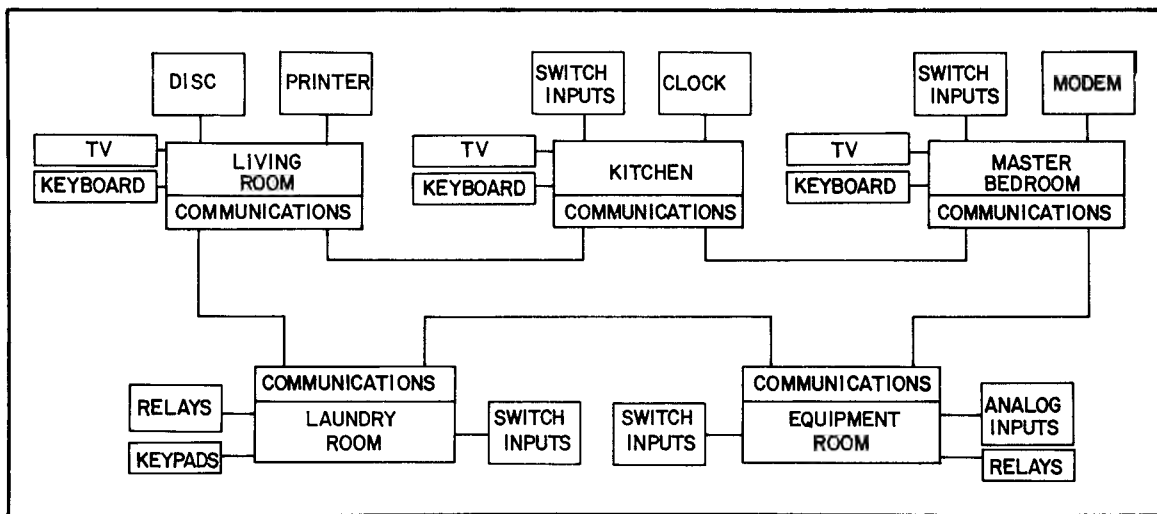 DISC
PRINTER
SWITCH
INPUTS
CLOCK
SWITCH
INPUTS
MODEM
TV
KEYBOARD
LIVING
ROOM
COMMUNICATIONS
TV
KEYBOARD
KITCHEN
COMMUNICATIONS
TV
KEYBOARD
MASTER
BEDROOM
COMMUNICATIONS
RELAYS
KEYPADS
COMMUNICATIONS
LAUNDRY
ROOM
SWITCH
INPUTS
SWITCH
INPUTS
COMMUNICATIONS
EQUIPMENT
ROOM
ANALOG
INPUTS
RELAYS